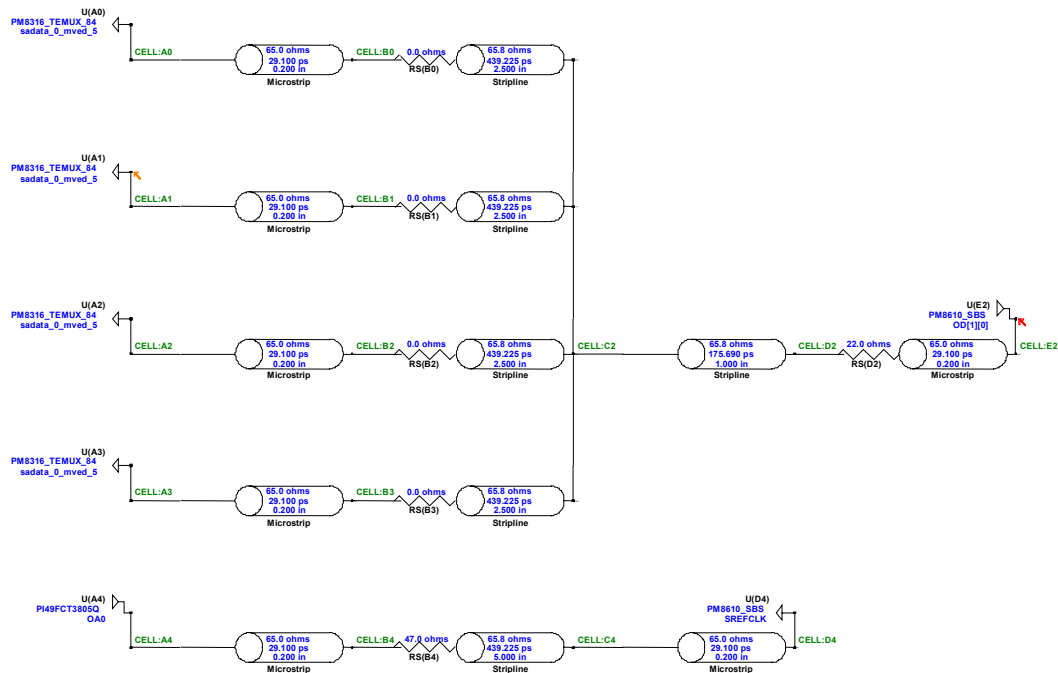 U(A0)
PM8316_TEMUX_84
sadata_0_mved_5
CELL:A0
65.0 ohms
29.100 ps
0.200 in
Microstrip
CELL:B0
0.0 ohms
RS(B0)
65.8 ohms
439.225 ps
2.500 in
Stripline
U(A1)
PM8316_TEMUX_84
sadata_0_mved_5
CELL:A1
65.0 ohms
29.100 ps
0.200 in
Microstrip
CELL:B1
0.0 ohms
RS(B1)
65.8 ohms
439.225 ps
2.500 in
Stripline
U(A2)
PM8316_TEMUX_84
sadata_0_mved_5
CELL:A2
65.0 ohms
29.100 ps
0.200 in
Microstrip
CELL:B2
0.0 ohms
RS(B2)
65.8 ohms
439.225 ps
2.500 in
Stripline
CELL:C2
65.8 ohms
175.690 ps
1.000 in
Stripline
CELL:D2
22.0 ohms
RS(D2)
65.0 ohms
29.100 ps
0.200 in
Microstrip
U(E2)
PM8610_SBS
OD[1][0]
CELL:E2
U(A3)
PM8316_TEMUX_84
sadata_0_mved_5
CELL:A3
65.0 ohms
29.100 ps
0.200 in
Microstrip
CELL:B3
0.0 ohms
RS(B3)
65.8 ohms
439.225 ps
2.500 in
Stripline
U(A4)
PI49FCT3805Q
OA0
CELL:A4
65.0 ohms
29.100 ps
0.200 in
Microstrip
CELL:B4
47.0 ohms
RS(B4)
65.8 ohms
439.225 ps
5.000 in
Stripline
CELL:C4
65.0 ohms
29.100 ps
0.200 in
Microstrip
U(D4)
PM8610_SBS
SREFCLK
CELL:D4